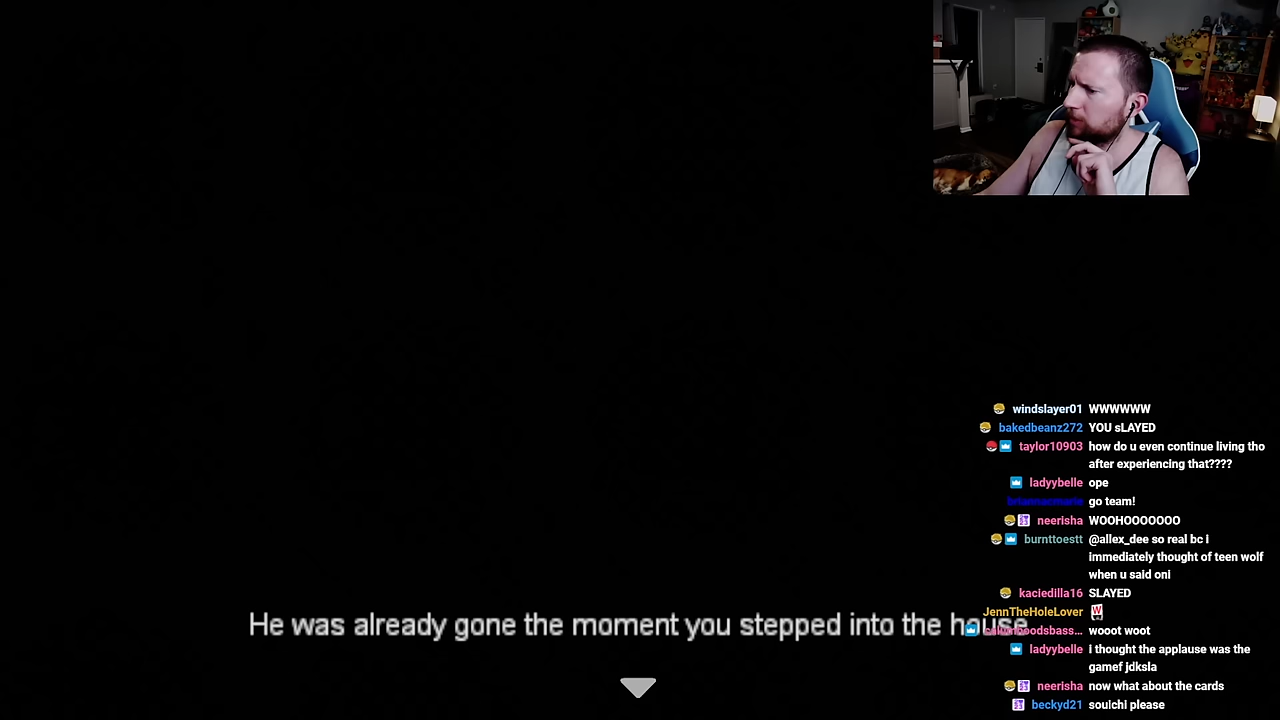 windslayer01 WWWWWW
bakedbeanz272 YOU sLAYED
taylor10903 how do u even continue living tho
after experiencing that????
ladyybelle ope
go team!
neerisha WOOHOOOOOOO
burnttoestt @allex_dee so real bc i
immediately thought of teen wolf
when u said oni
kaciedilla16 SLAYED
JennTheHoleLover W
He was already gone the moment you stepped into the house
wooot woot
ladyybelle i thought the applause was the
gamef jdksla
neerisha now what about the cards
beckyd21 souichi please